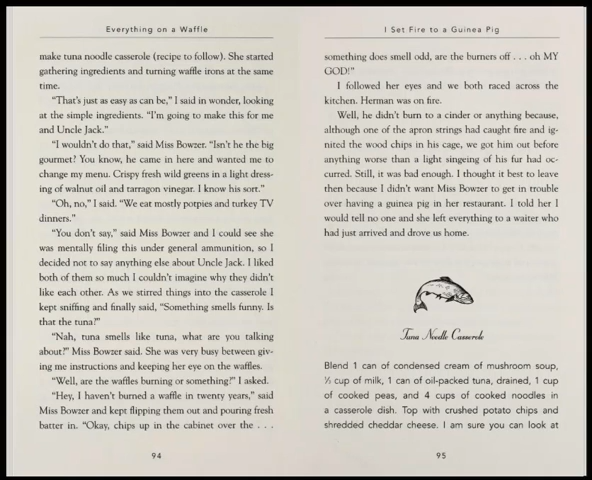 Everything on a Waffle
make tuna noodle casserole (recipe to follow). She started
gathering ingredients and turning waffle irons at the same
time.
"That's just as easy as can be," I said in wonder, looking
at the simple ingredients. "I'm going to make this for me
and Uncle Jack."
"I wouldn't do that," said Miss Bowzer. "Isn't he the big
gourmet? You know, he came in here and wanted me to
change my menu. Crispy fresh wild greens in a light dress-
ing of walnut oil and tarragon vinegar. I know his sort."
"Oh, no," I said. "We eat mostly potpies and turkey TV
dinners."
"You don't say," said Miss Bowzer and I could see she
was mentally filing this under general ammunition, so I
decided not to say anything else about Uncle Jack. I liked
both of them so much I couldn't imagine why they didn't
like each other. As we stirred things into the casserole I
kept sniffing and finally said, "Something smells funny. Is
that the tuna?"
"Nah, tuna smells like tuna, what are you talking
about?" Miss Bowzer said. She was very busy between giv-
ing me instructions and keeping her eye on the waffles.
"Well, are the waffles burning or something?" I asked.
"Hey, I haven't burned a waffle in twenty years," said
Miss Bowzer and kept flipping them out and pouring fresh
batter in. "Okay, chips up in the cabinet over the . . .
94
I Set Fire to a Guinea Pig
something does smell odd, are the burners off . . . oh MY
GOD!"
I followed her eyes and we both raced across the
kitchen. Herman was on fire.
Well, he didn't burn to a cinder or anything because,
although one of the apron strings had caught fire and ig-
nited the wood chips in his cage, we got him out before
anything worse than a light singeing of his fur had oc-
curred. Still, it was bad enough. I thought it best to leave
then because I didn't want Miss Bowzer to get in trouble
over having a guinea pig in her restaurant. I told her I
would tell no one and she left everything to a waiter who
had just arrived and drove us home.
Tuna Noodle Casserole
Blend 1 can of condensed cream of mushroom soup,
½ cup of milk, 1 can of oil-packed tuna, drained, 1 cup
of cooked peas, and 4 cups of cooked noodles in
a casserole dish. Top with crushed potato chips and
shredded cheddar cheese. I am sure you can look at
95